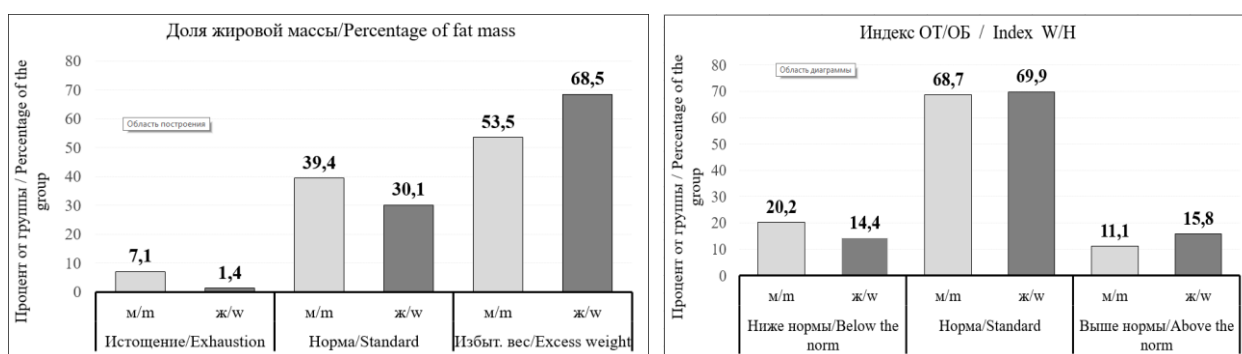 Доля жировой массы/Percentage of fat mass
Процент от группы / Percentage of the
group
80
70
60
50
40
30
20
10
0
Область построения
7,1
1,4
39,4
30,1
53,5
68,5
м/m
ж/w
м/m
ж/w
м/m
ж/w
Истощение/Exhaustion
Норма/Standard
Избыт. вес/Excess weight
Индекс ОТ/ОБ / Index W/H
Процент от группы / Percentage of the
group
80
70
60
50
40
30
20
10
0
Область диаграммы
20,2
14,4
68,7
69,9
11,1
15,8
м/m
ж/w
м/m
ж/w
м/m
ж/w
Ниже нормы/Below the
norm
Норма/Standard
Выше нормы/Above the
norm